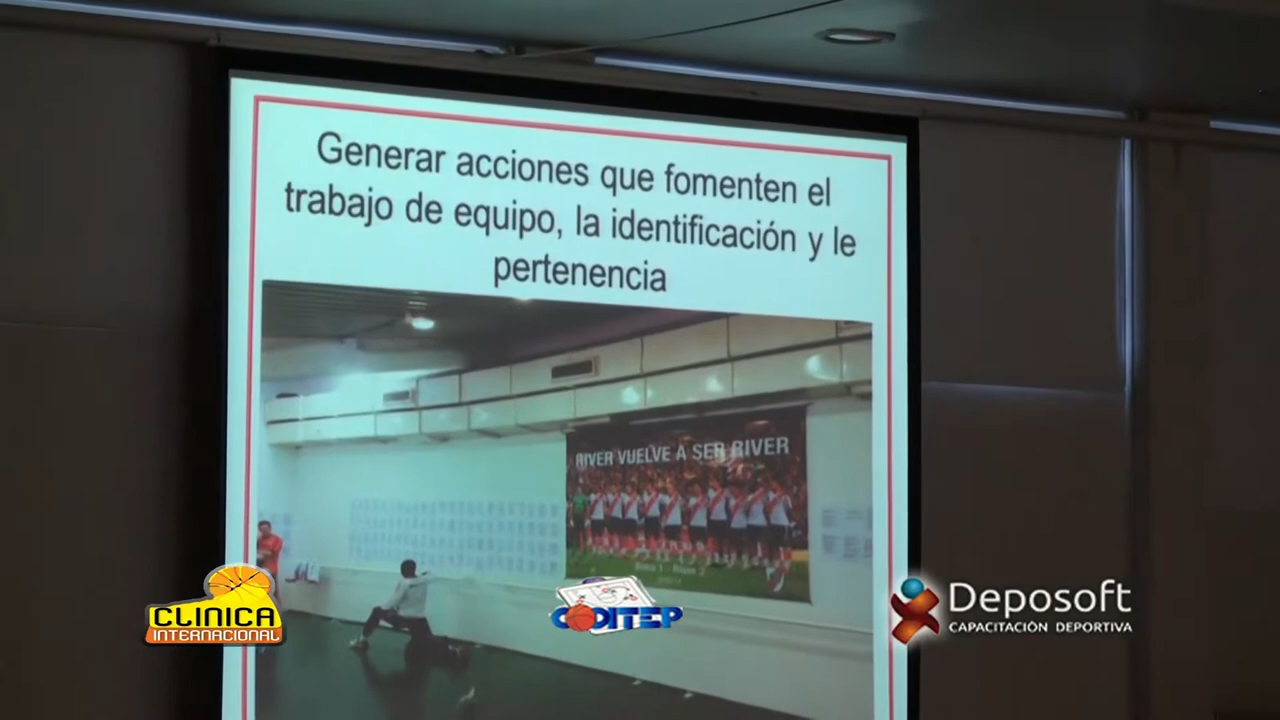 Generar acciones que fomenten el
trabajo de equipo, la identificación y le
pertenencia
RIVER VUELVE A SER RIVER
CLINICA
INTERNACIONAL
CODITEP
Deposoft
CAPACITACIÓN DEPORTIVA